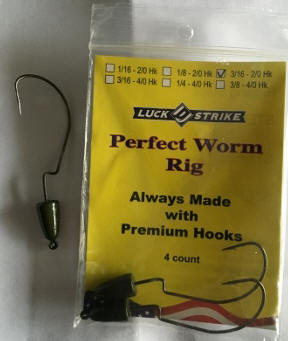 1/16 - 2/0 Hk 1/8 - 2/0 Hk 3/16 - 2/0 Hk
3/16 - 4/0 Hk 1/4 - 4/0 Hk 3/8 - 4/0 Hk
LUCK STRIKE
Perfect Worm
Rig
Always Made
with
Premium Hooks
4 count